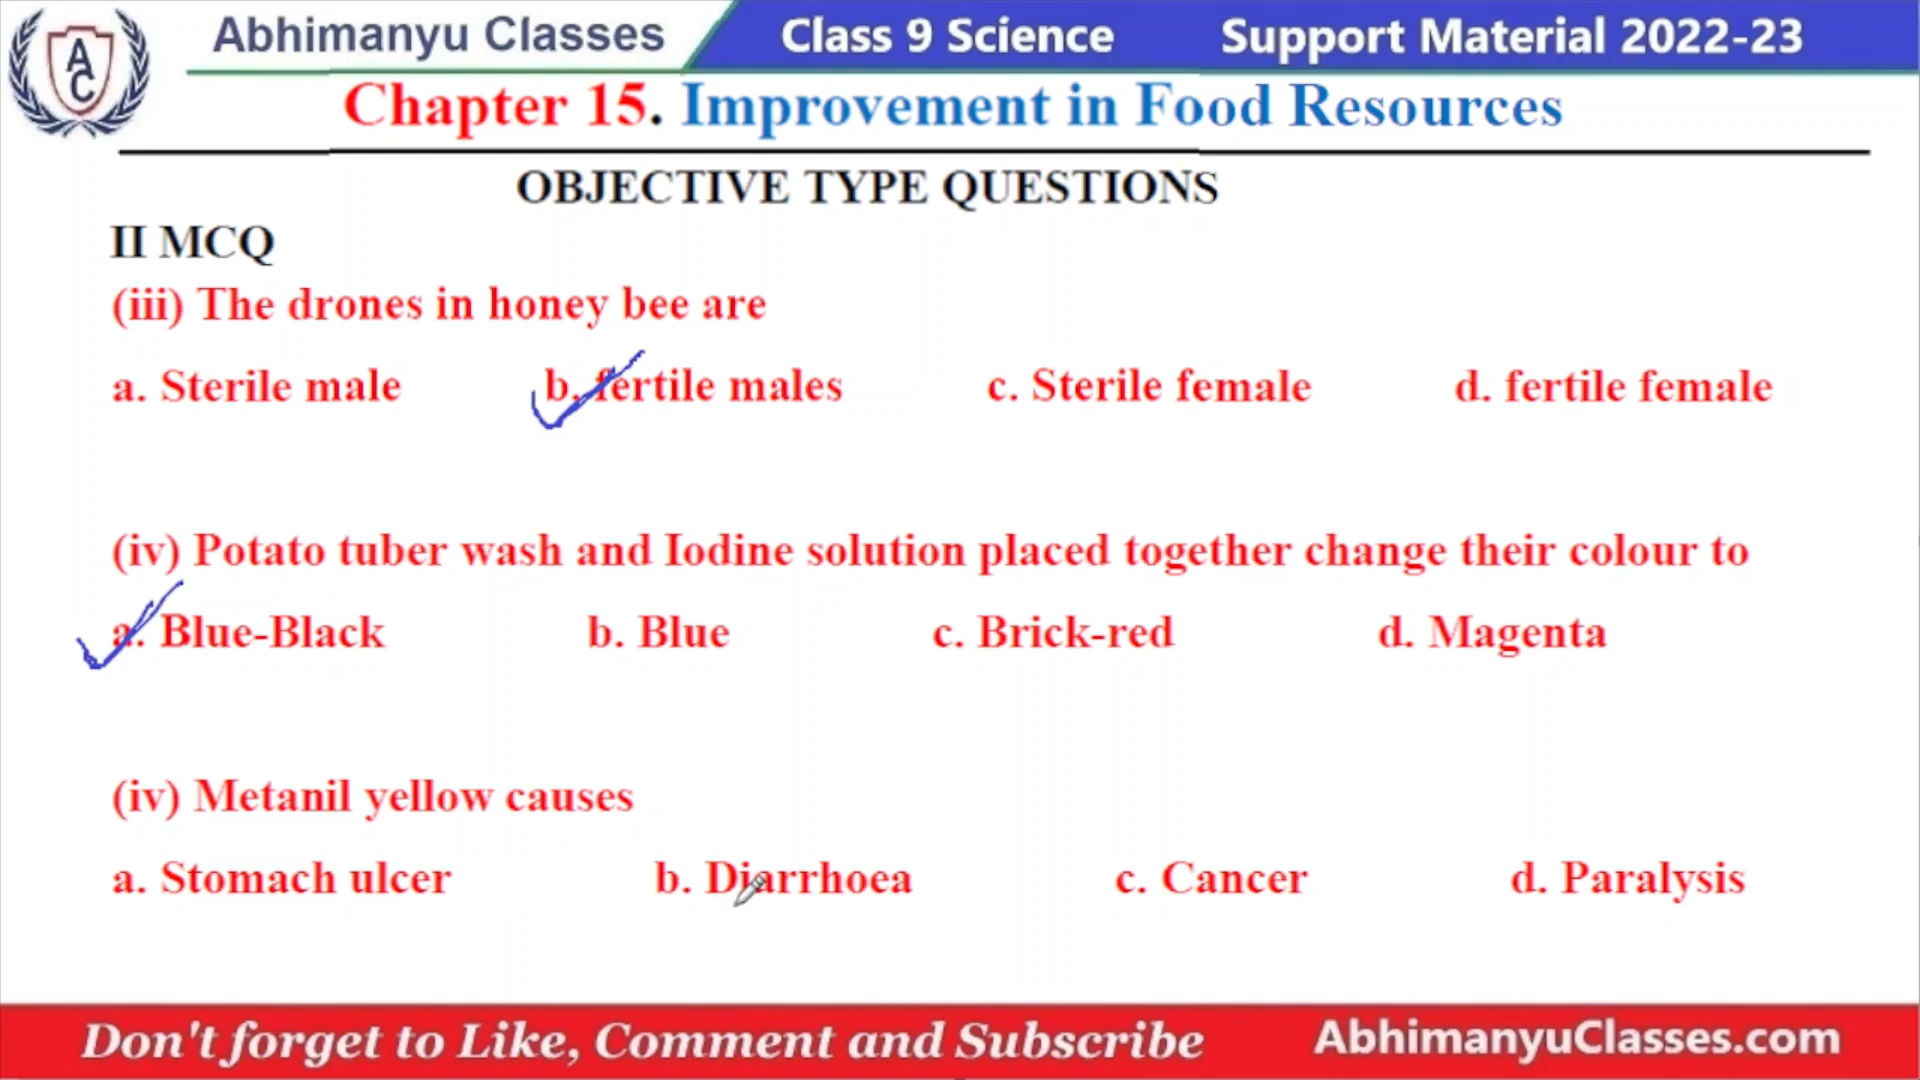 AC Abhimanyu Classes Class 9 Science Support Material 2022-23
Chapter 15. Improvement in Food Resources
OBJECTIVE TYPE QUESTIONS
II MCQ
(iii) The drones in honey bee are
a. Sterile male b. fertile males c. Sterile female d. fertile female
(iv) Potato tuber wash and Iodine solution placed together change their colour to
a. Blue-Black b. Blue c. Brick-red d. Magenta
(iv) Metanil yellow causes
a. Stomach ulcer b. Diarrhoea c. Cancer d. Paralysis
Don't forget to Like, Comment and Subscribe AbhimanyuClasses.com